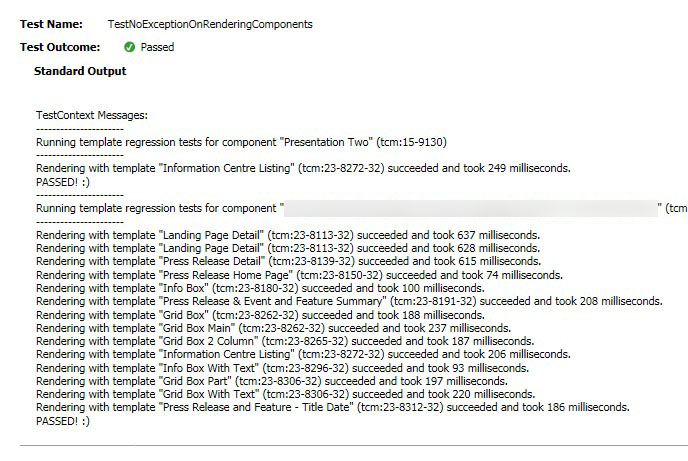 Test Name: TestNoExceptionOnRenderingComponents
Test Outcome: Passed
Standard Output
TestContext Messages:
----------------------
Running template regression tests for component "Presentation Two" (tcm:15-9130)
----------------------
Rendering with template "Information Centre Listing" (tcm:23-8272-32) succeeded and took 249 milliseconds.
PASSED! :)
----------------------
Running template regression tests for component " " (tcm
----------------------
Rendering with template "Landing Page Detail" (tcm:23-8113-32) succeeded and took 637 milliseconds.
Rendering with template "Landing Page Detail" (tcm:23-8113-32) succeeded and took 628 milliseconds.
Rendering with template "Press Release Detail" (tcm:23-8139-32) succeeded and took 615 milliseconds.
Rendering with template "Press Release Home Page" (tcm:23-8150-32) succeeded and took 74 milliseconds.
Rendering with template "Info Box" (tcm:23-8180-32) succeeded and took 100 milliseconds.
Rendering with template "Press Release & Event and Feature Summary" (tcm:23-8191-32) succeeded and took 208 milliseconds.
Rendering with template "Grid Box" (tcm:23-8262-32) succeeded and took 188 milliseconds.
Rendering with template "Grid Box Main" (tcm:23-8262-32) succeeded and took 237 milliseconds.
Rendering with template "Grid Box 2 Column" (tcm:23-8265-32) succeeded and took 187 milliseconds.
Rendering with template "Information Centre Listing" (tcm:23-8272-32) succeeded and took 206 milliseconds.
Rendering with template "Info Box With Text" (tcm:23-8296-32) succeeded and took 93 milliseconds.
Rendering with template "Grid Box Part" (tcm:23-8306-32) succeeded and took 197 milliseconds.
Rendering with template "Grid Box With Text" (tcm:23-8306-32) succeeded and took 220 milliseconds.
Rendering with template "Press Release and Feature - Title Date" (tcm:23-8312-32) succeeded and took 186 milliseconds.
PASSED! :)